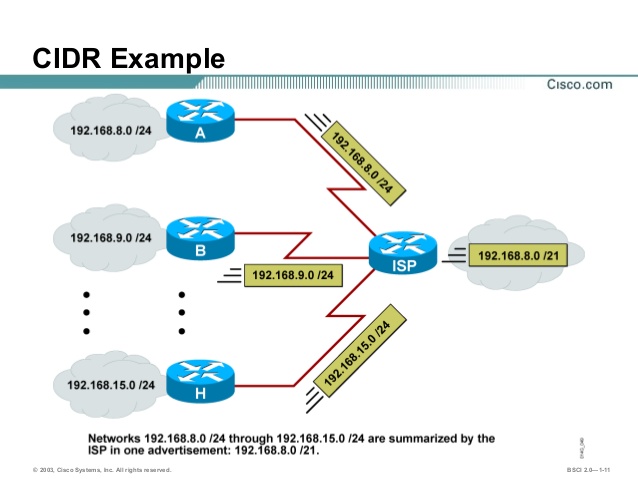 CIDR Example
Cisco.com
192.168.8.0 /24
A
192.168.8.0 /24
192.168.9.0 /24
B
192.168.9.0 /24
ISP
192.168.8.0 /21
192.168.15.0 /24
H
192.168.15.0 /24
Networks 192.168.8.0 /24 through 192.168.15.0 /24 are summarized by the
ISP in one advertisement: 192.168.8.0 /21.
© 2003, Cisco Systems, Inc. All rights reserved.
BSCI 2.0—1-11